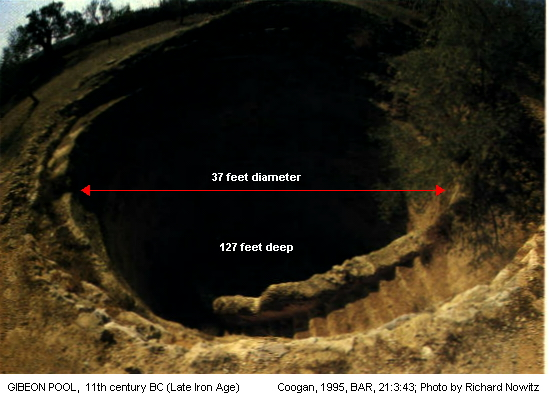 37 feet diameter
127 feet deep
GIBEON POOL, 11th century BC (Late Iron Age) Coogan, 1995, BAR, 21:3:43; Photo by Richard Nowitz